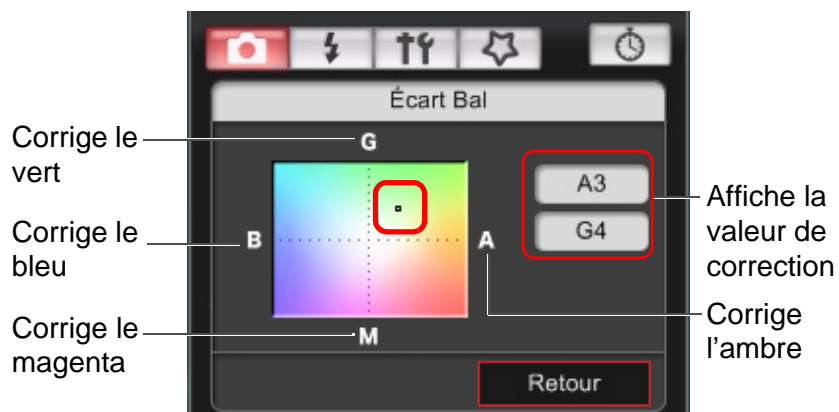 Écart Bal
Corrige le
vert
G
A3
Affiche la
valeur de
correction
Corrige le
bleu
B
A
G4
Corrige le
magenta
M
Corrige
l'ambre
Retour